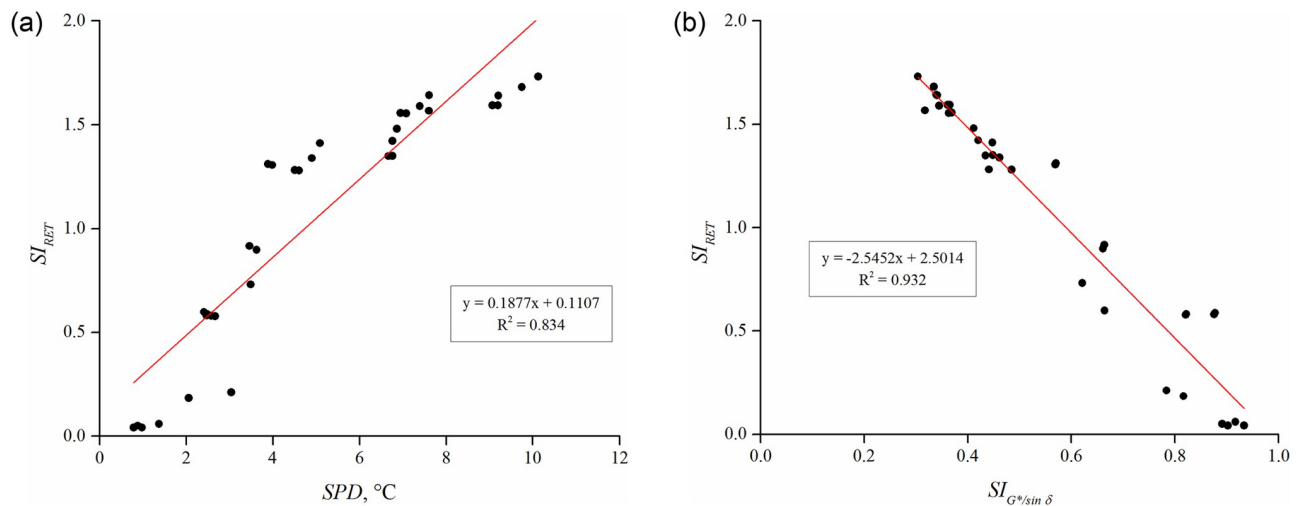 (a)
2.0
1.5
1.0
0.5
0.0
SI_RET
y = 0.1877x + 0.1107
R² = 0.834
0 2 4 6 8 10 12
SPD, °C
(b)
2.0
1.5
1.0
0.5
0.0
SI_RET
y = -2.5452x + 2.5014
R² = 0.932
0.0 0.2 0.4 0.6 0.8 1.0
SI_G*/sin δ